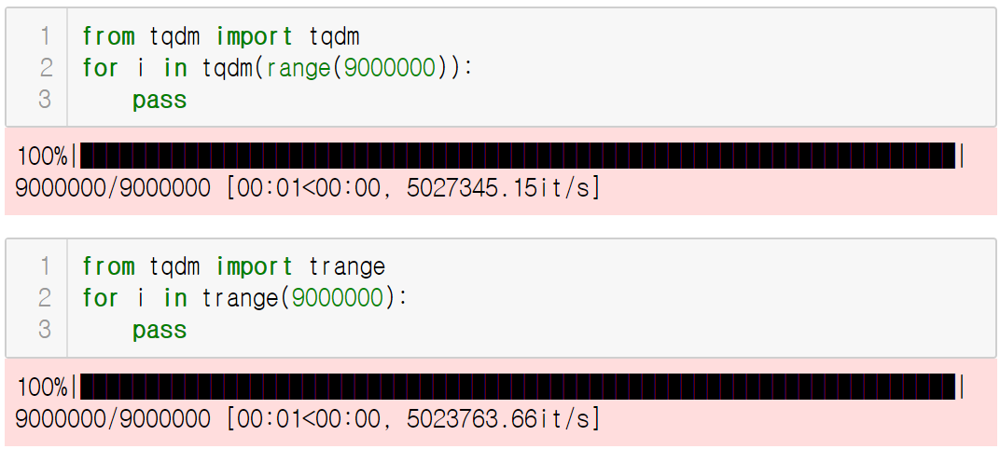 1 from tqdm import tqdm
2 for i in tqdm(range(9000000)):
3     pass
100%|██████████████████████████████████████████████████████████████████████|
9000000/9000000 [00:01<00:00, 5027345.15it/s]
1 from tqdm import trange
2 for i in trange(9000000):
3     pass
100%|██████████████████████████████████████████████████████████████████████|
9000000/9000000 [00:01<00:00, 5023763.66it/s]